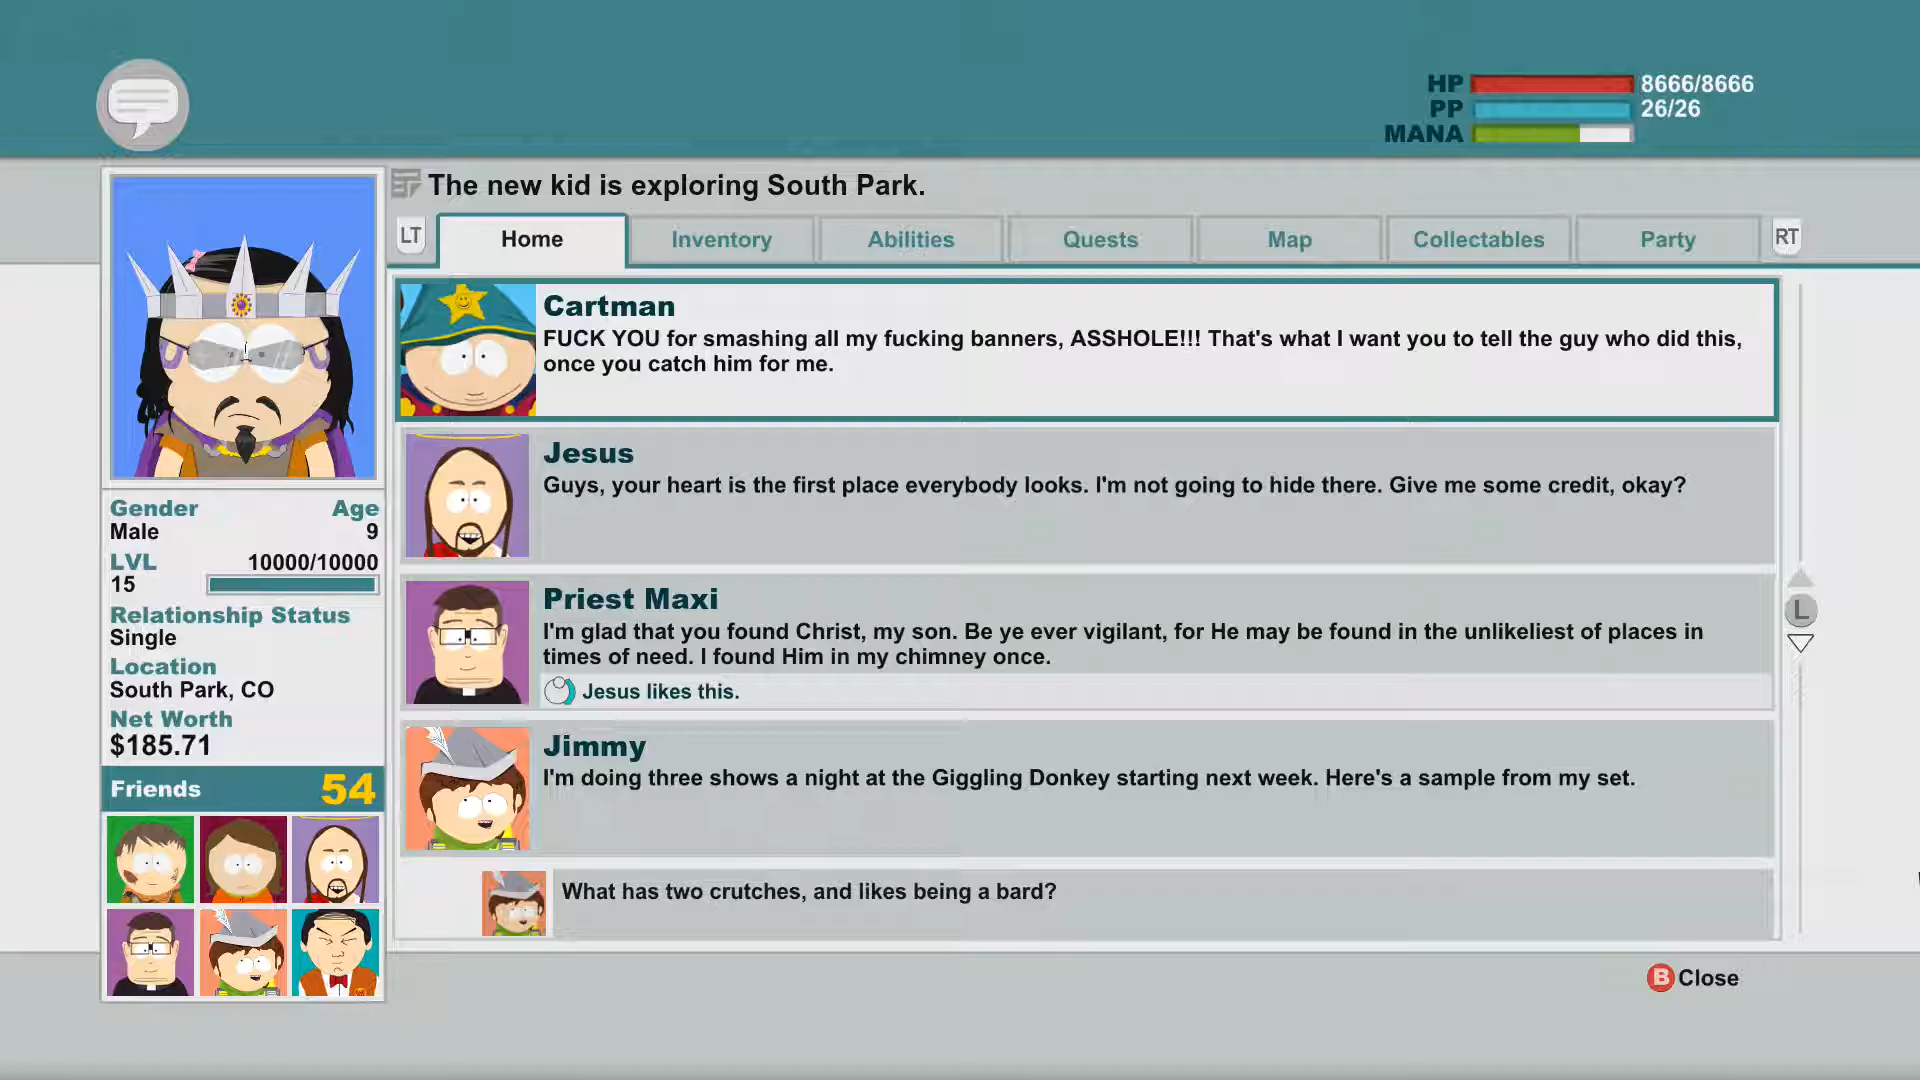 HP 8666/8666
PP 26/26
MANA
The new kid is exploring South Park.
LT Home Inventory Abilities Quests Map Collectables Party RT
Cartman
FUCK YOU for smashing all my fucking banners, ASSHOLE!!! That's what I want you to tell the guy who did this,
once you catch him for me.
Jesus
Guys, your heart is the first place everybody looks. I'm not going to hide there. Give me some credit, okay?
Priest Maxi
I'm glad that you found Christ, my son. Be ye ever vigilant, for He may be found in the unlikeliest of places in
times of need. I found Him in my chimney once.
Jesus likes this.
Jimmy
I'm doing three shows a night at the Giggling Donkey starting next week. Here's a sample from my set.
What has two crutches, and likes being a bard?
Gender Age
Male 9
LVL 10000/10000
15
Relationship Status
Single
Location
South Park, CO
Net Worth
$185.71
Friends 54
L
B Close